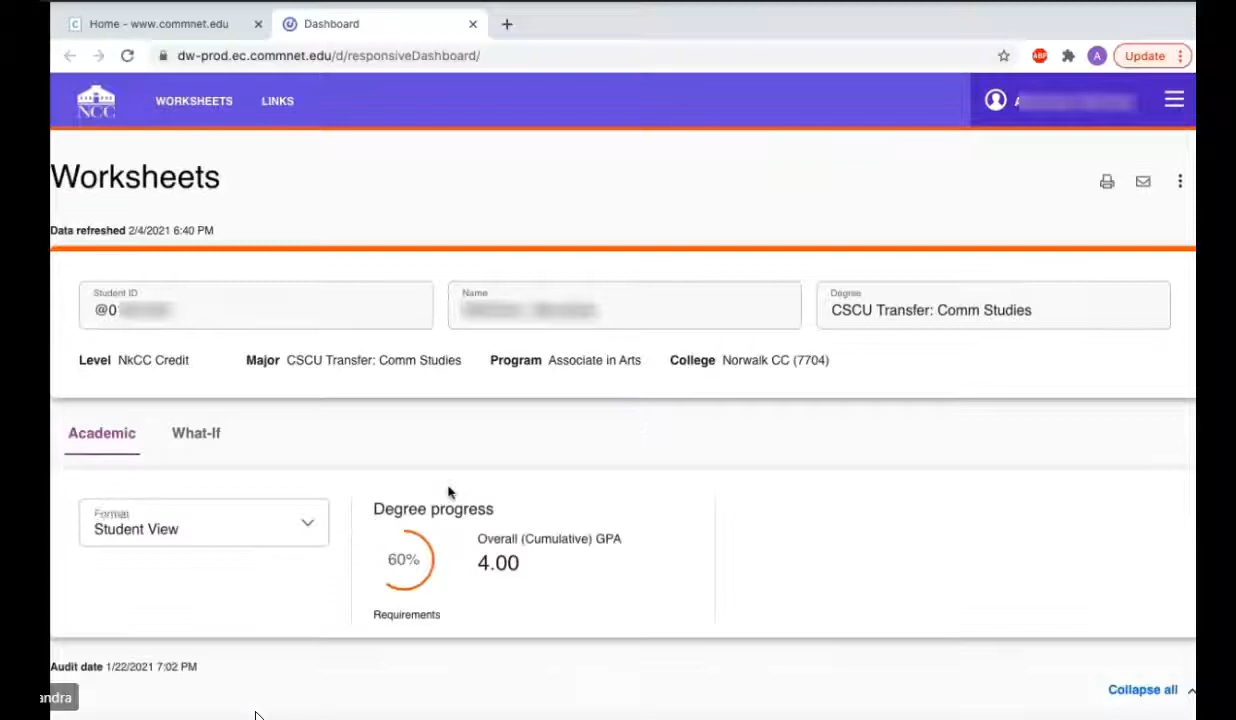 Home - www.commnet.edu
Dashboard
dw-prod.ec.commnet.edu/d/responsiveDashboard/
ABP
A
Update
NCC
WORKSHEETS
LINKS
Worksheets
Data refreshed 2/4/2021 6:40 PM
Student ID
@0
Name
Degree
CSCU Transfer: Comm Studies
Level NkCC Credit Major CSCU Transfer: Comm Studies Program Associate in Arts College Norwalk CC (7704)
Academic
What-If
Format
Student View
Degree progress
60%
Overall (Cumulative) GPA
4.00
Requirements
Audit date 1/22/2021 7:02 PM
andra
Collapse all